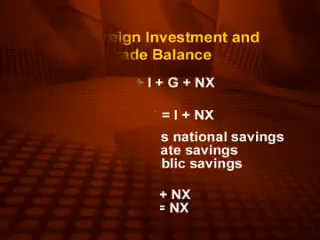 eign Investment and
ade Balance
+ I + G + NX
= I + NX
s national savings
ate savings
blic savings
+ NX
= NX